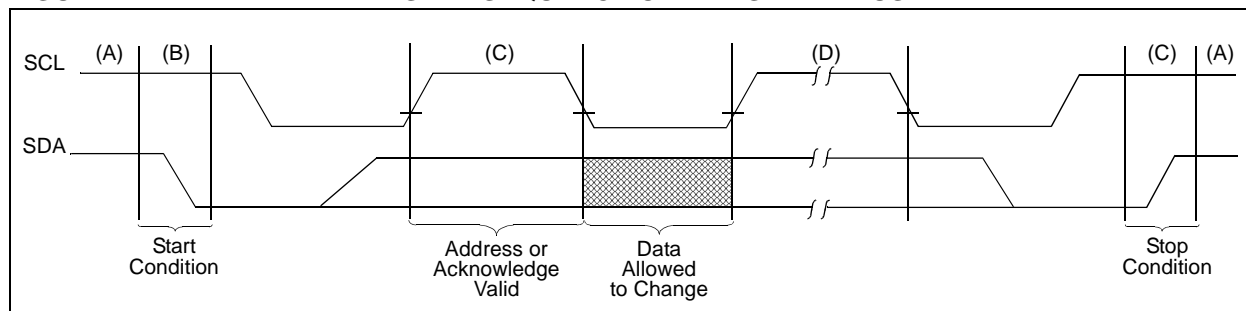 (A)
(B)
(C)
(D)
(C)
(A)
SCL
SDA
Start
Condition
Address or
Acknowledge
Valid
Data
Allowed
to Change
Stop
Condition